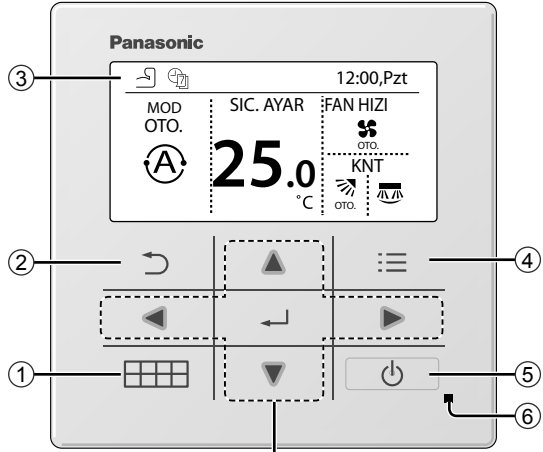 Panasonic
③
12:00,Pzt
MOD
OTO.
A
SIC. AYAR
25.0
°C
FAN HIZI
OTO.
KNT
OTO.
②
④
①
⑤
⑥